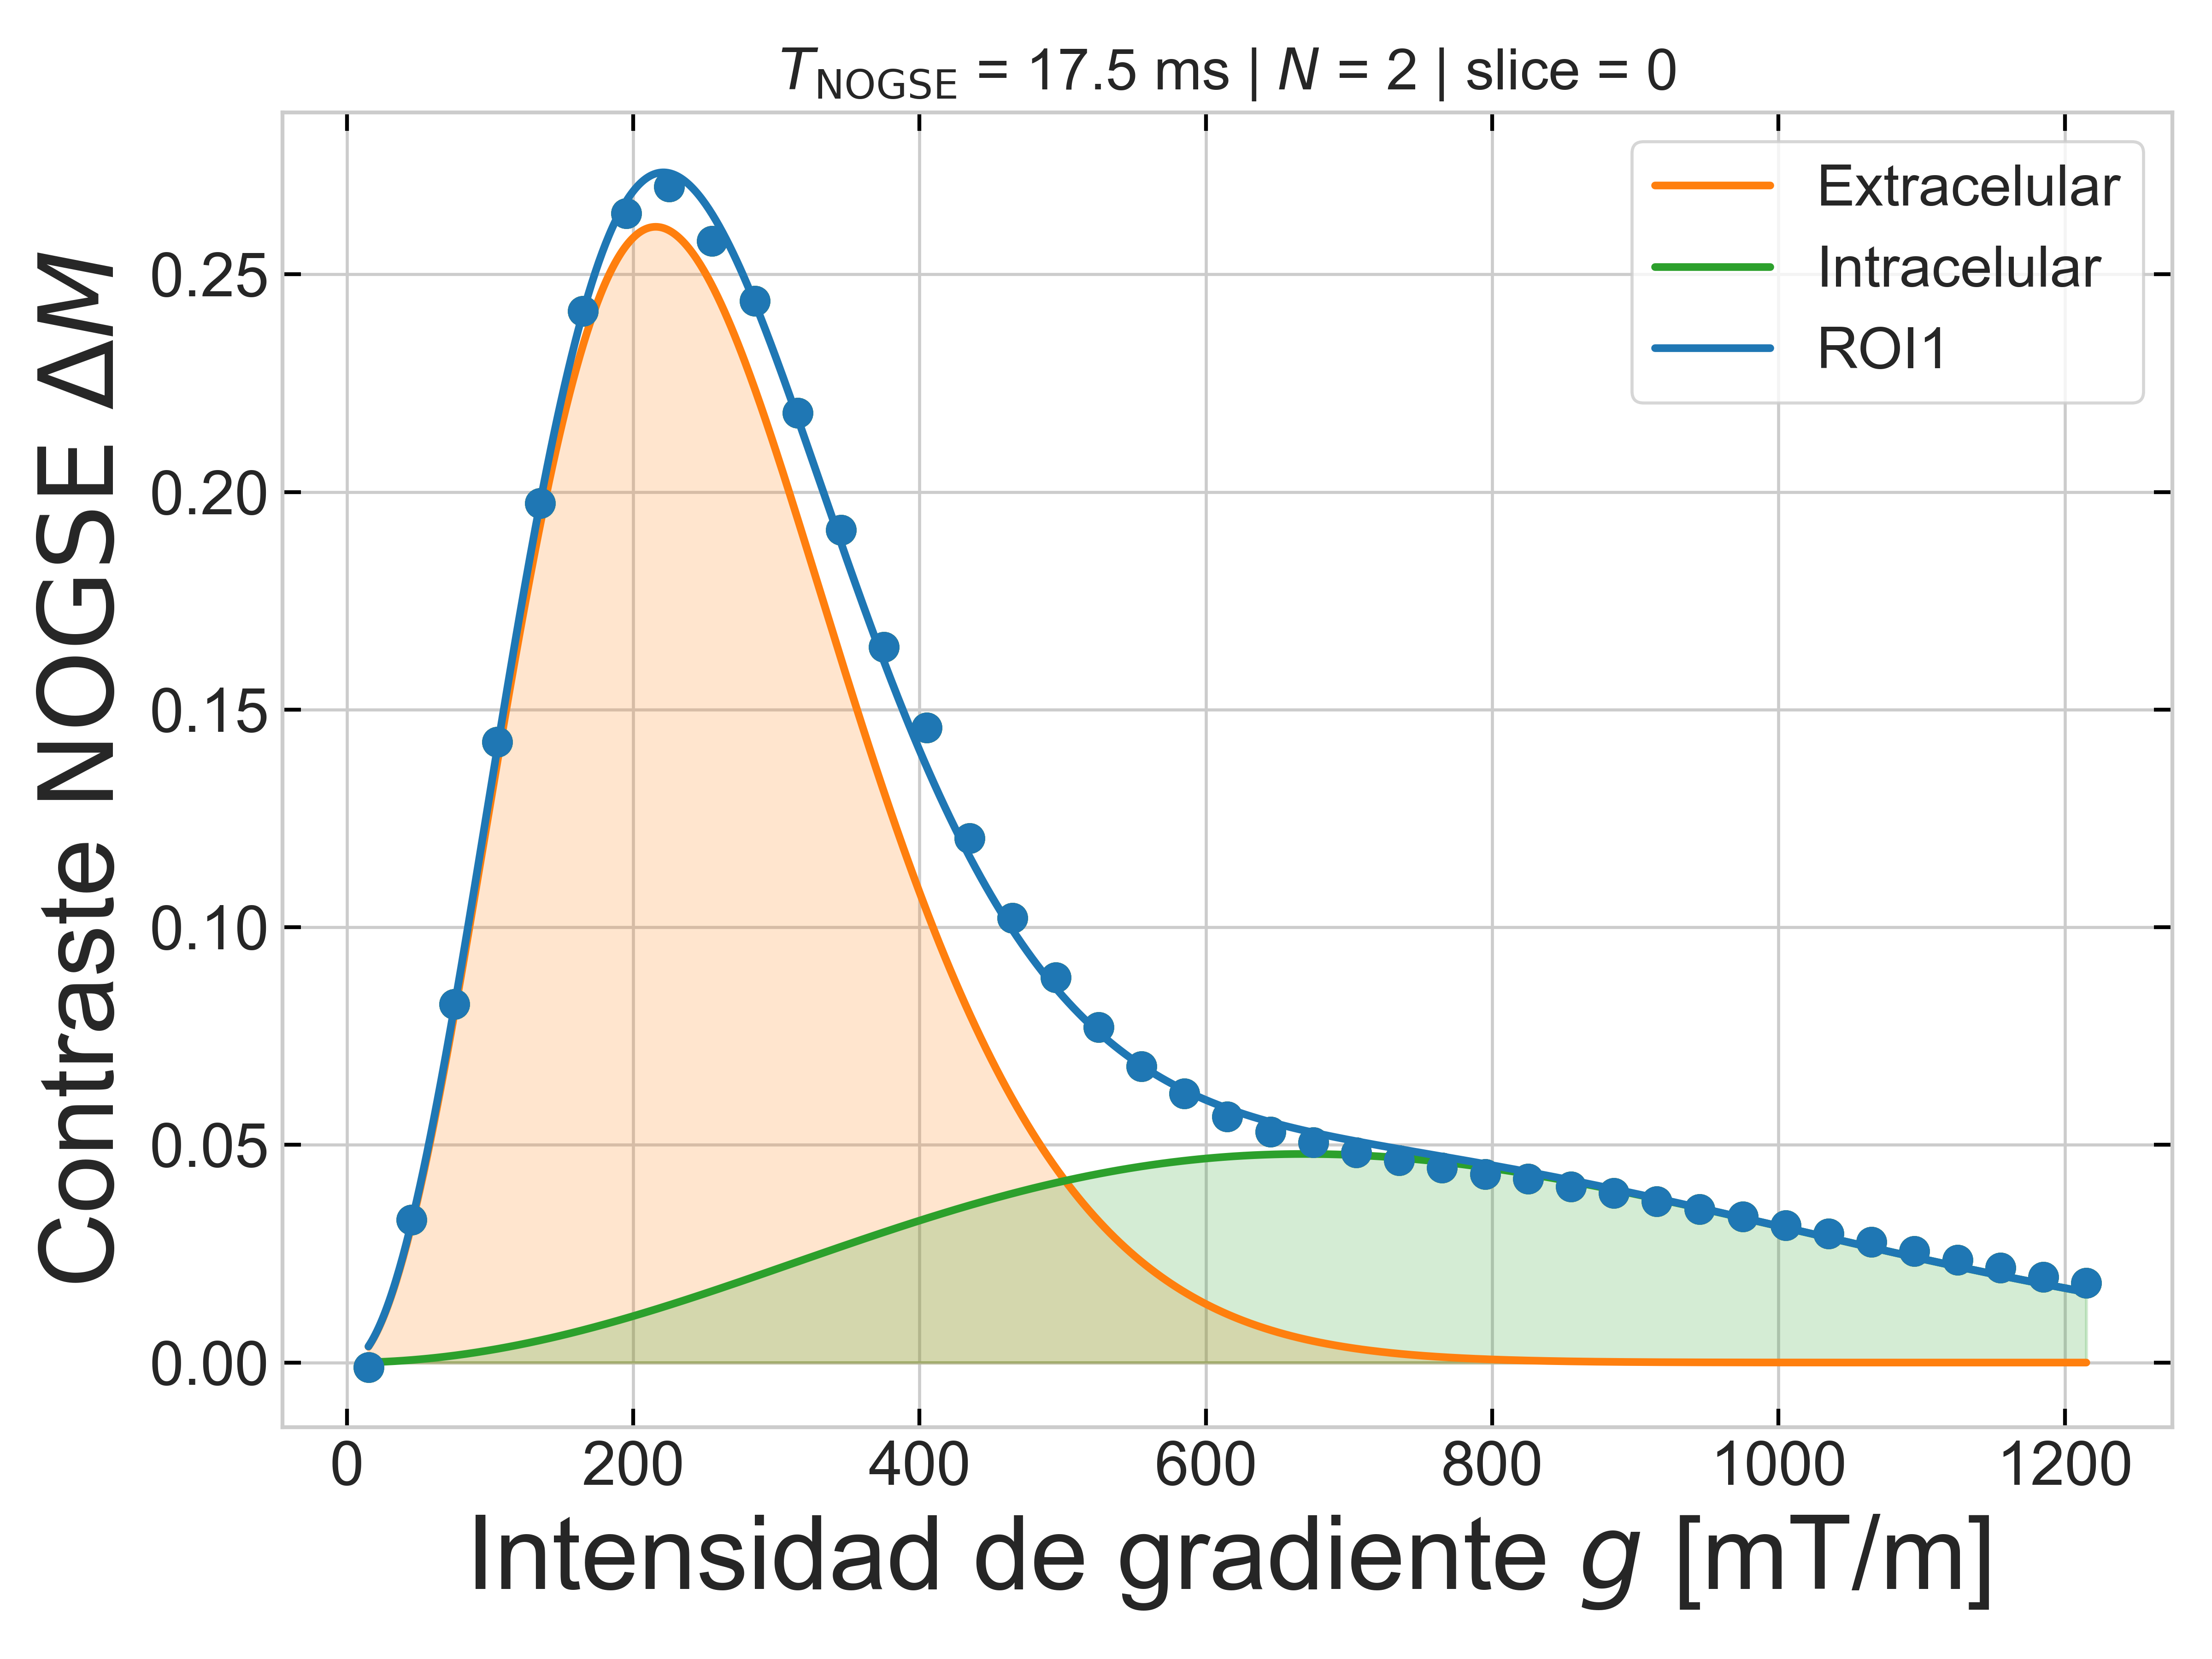 T_NOGSE = 17.5 ms | N = 2 | slice = 0
Extracelular
Intracelular
ROI1
Contraste NOGSE ΔM
0.25
0.20
0.15
0.10
0.05
0.00
0 200 400 600 800 1000 1200
Intensidad de gradiente g [mT/m]